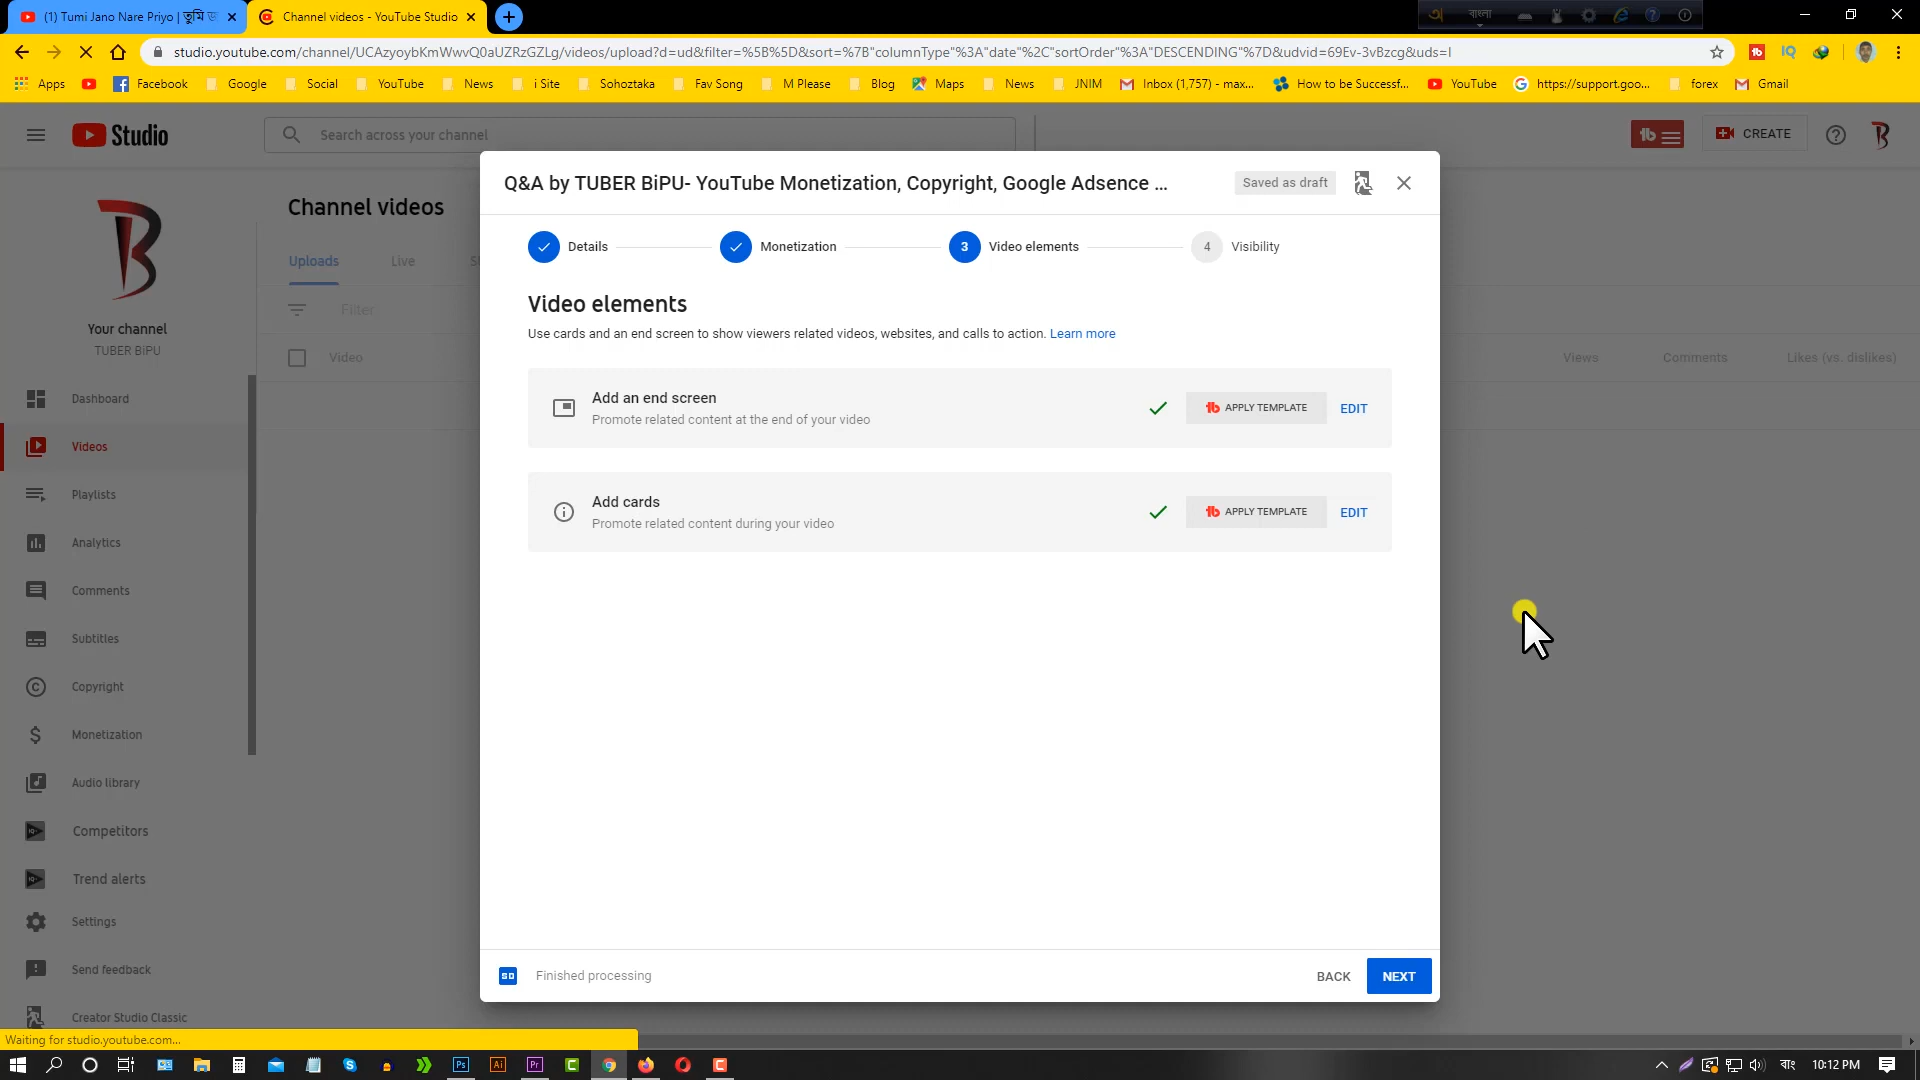 (1) Tumi Jano Nare Priyo | তুমি জা
Channel videos - YouTube Studio
বাংলা
studio.youtube.com/channel/UCAzyoybKmWwvQ0aUZRzGZLg/videos/upload?d=ud&filter=%5B%5D&sort=%7B"columnType"%3A"date"%2C"sortOrder"%3A"DESCENDING"%7D&udvid=69Ev-3vBzcg&uds=I
Apps Facebook Google Social YouTube News i Site Sohoztaka Fav Song M Please Blog Maps News JNIM Inbox (1,757) - max... How to be Successf... YouTube https://support.goo... forex Gmail
Studio
Search across your channel
CREATE
Q&A by TUBER BiPU- YouTube Monetization, Copyright, Google Adsence ...
Saved as draft
Channel videos
Details
Monetization
3 Video elements
4 Visibility
Uploads Live
Filter
Video elements
Use cards and an end screen to show viewers related videos, websites, and calls to action. Learn more
Your channel
TUBER BiPU
Video
Views Comments Likes (vs. dislikes)
Add an end screen
Promote related content at the end of your video
APPLY TEMPLATE EDIT
Add cards
Promote related content during your video
APPLY TEMPLATE EDIT
Dashboard
Videos
Playlists
Analytics
Comments
Subtitles
Copyright
Monetization
Audio library
Competitors
Trend alerts
Settings
Send feedback
Creator Studio Classic
SD Finished processing
BACK NEXT
Waiting for studio.youtube.com...
Ps Ai Pr
বাং 10:12 PM